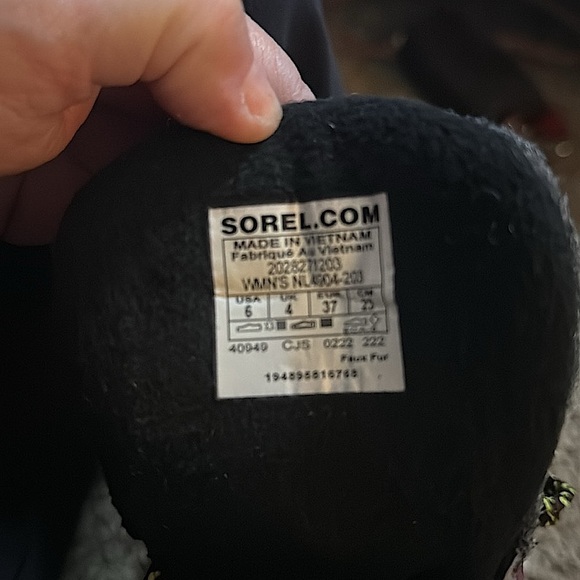 SOREL.COM
MADE IN VIETNAM
Fabriqué Au Vietnam
2028271203
WMN'S NL4904-203
USA UK EUR CM
6 4 37 23
40949 CJS 0222 222
Faux Fur